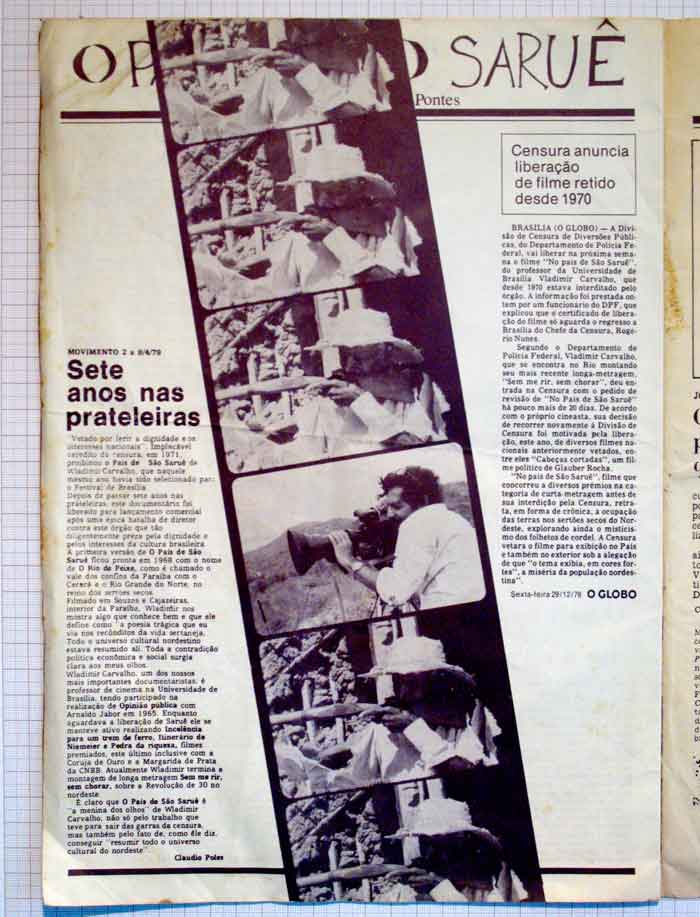 O PA O SARUÊ
Pontes
MOVIMENTO 2 a 8/4/79
Sete
anos nas
prateleiras
"Vetado por ferir a dignidade e os
interesses nacionais". Implacável
veredito da censura, em 1971,
proibindo o País de São Saruê de
Wladimir Carvalho, que naquele
mesmo ano havia sido selecionado para
o Festival de Brasília.
Depois de passar sete anos nas
prateleiras, este documentário foi
liberado para lançamento comercial
após uma épica batalha do diretor
contra este órgão que tão
diligentemente preza pela dignidade e
pelos interesses da cultura brasileira.
A primeira versão de O País de São
Saruê ficou pronta em 1968 com o nome
de O Rio do Peixe, como é chamado o
vale dos confins da Paraíba com o
Ceará e o Rio Grande do Norte, no
reino dos sertões secos.
Filmado em Souzos e Cajazeiras,
interior da Paraíba, Wladimir nos
mostra algo que conhece bem e que ele
define como "a poesia trágica que eu
via nos recônditos da vida sertaneja.
Todo o universo cultural nordestino
estava resumido ali. Toda a contradição
política econômica e social surgia
clara aos meus olhos.
Wladimir Carvalho, um dos nossos
mais importantes documentaristas, é
professor de cinema na Universidade de
Brasília, tendo participado na
realização de Opinião pública com
Arnaldo Jabor em 1965. Enquanto
aguardava a liberação de Saruê ele se
manteve ativo realizando Incelência
para um trem de ferro, Itinerário de
Niemeier e Pedra da riqueza, filmes
premiados, este último inclusive com a
Coruja de Ouro e a Margarida de Prata
da CNBB. Atualmente Wladimir termina a
montagem do longa metragem Sem me rir,
sem chorar, sobre a Revolução de 30 no
nordeste.
É claro que O País de São Saruê é
"a menina dos olhos" de Wladimir
Carvalho, não só pelo trabalho que
teve para sair das garras da censura,
mas também pelo fato de, como êle diz,
conseguir "resumir todo o universo
cultural do nordeste".
Claudio Poles
Censura anuncia
liberação
de filme retido
desde 1970
BRASÍLIA (O GLOBO) — A Divi-
são de Censura de Diversões Públi-
cas, do Departamento de Polícia Fe-
deral, vai liberar na próxima sema-
na o filme "No país de São Saruê",
do professor da Universidade de
Brasília Vladimir Carvalho, que
desde 1970 estava interditado pelo
órgão. A informação foi prestada on-
tem por um funcionário do DPF, que
explicou que o certificado de libera-
ção do filme só aguarda o regresso a
Brasília do Chefe da Censura, Rogé-
rio Nunes.
Segundo o Departamento de
Polícia Federal, Vladimir Carvalho,
que se encontra no Rio montando
seu mais recente longa-metragem,
"Sem me rir, sem chorar", deu en-
trada na Censura com o pedido de
revisão de "No País de São Saruê"
há pouco mais de 20 dias. De acordo
com o próprio cineasta, sua decisão
de recorrer novamente à Divisão de
Censura foi motivada pela libera-
ção, este ano, de diversos filmes na-
cionais anteriormente vetados, en-
tre eles "Cabeças cortadas", um fil-
me político de Glauber Rocha.
"No país de São Saruê", filme que
concorreu a diversos prêmios na ca-
tegoria de curta-metragem antes de
sua interdição pela Censura, retra-
ta, em forma de crônica, a ocupação
das terras nos sertões secos do Nor-
deste, explorando ainda o misticis-
mo dos folhetos de cordel. A Censura
vetara o filme para exibição no País
e também no exterior sob a alegação
de que "o tema exibia, em cores for-
tes", a miséria da população nordes-
tina".
Sexta-feira 29/12/78 O GLOBO